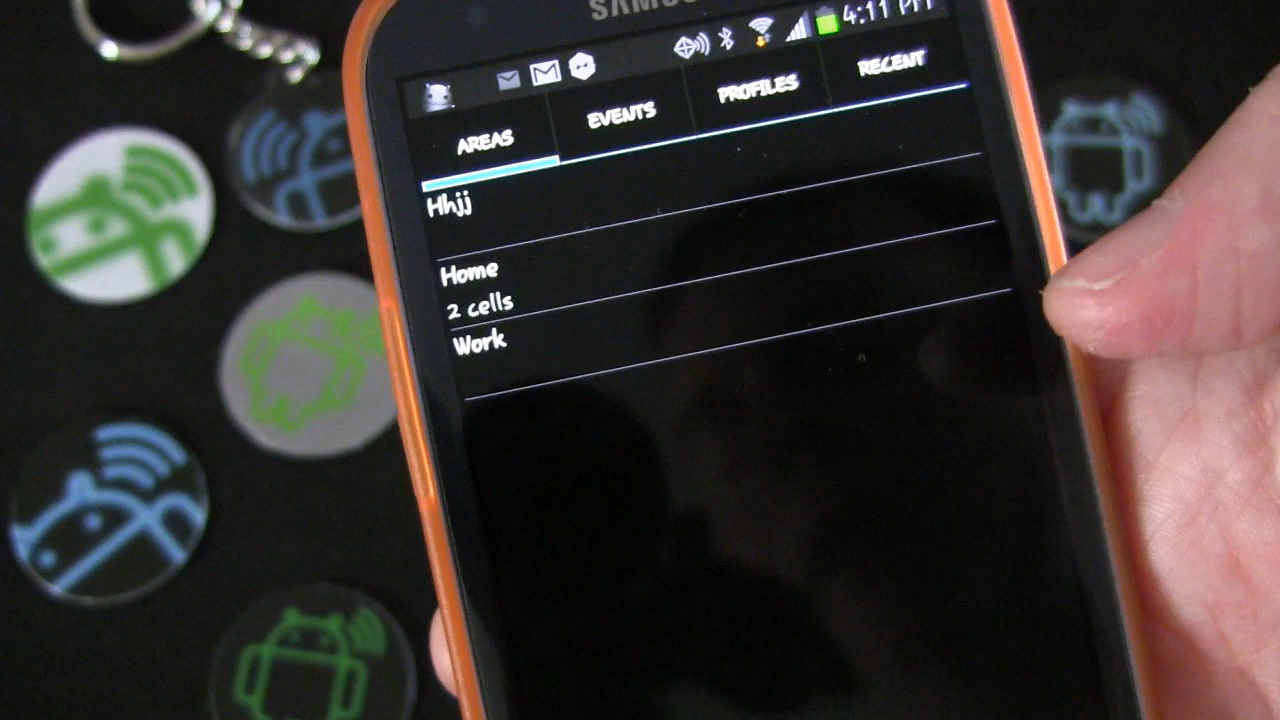 SAMSUNG
4:11 PM
AREAS EVENTS PROFILES RECENT
Hhjj
Home
2 cells
Work